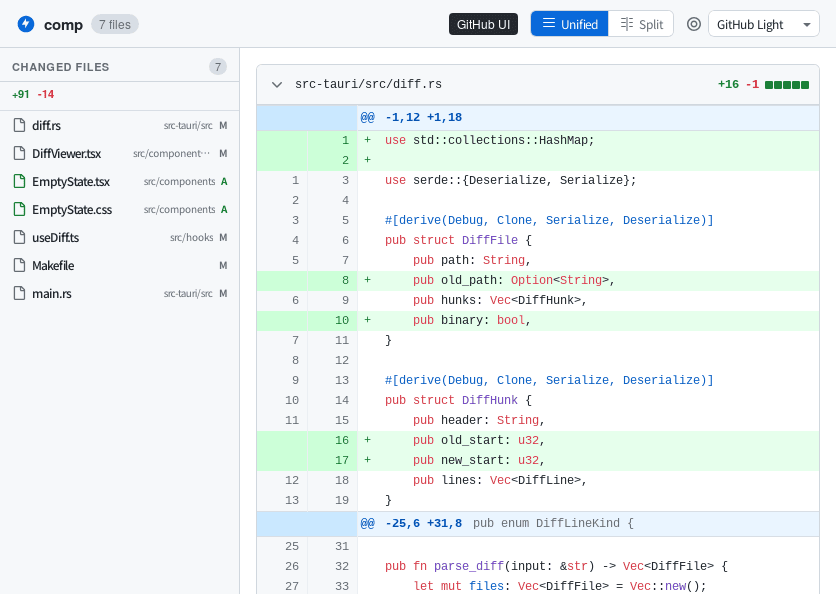 comp 7 files GitHub UI Unified Split GitHub Light
CHANGED FILES 7
+91 -14
diff.rs src-tauri/src M
DiffViewer.tsx src/component··· M
EmptyState.tsx src/components A
EmptyState.css src/components A
useDiff.ts src/hooks M
Makefile M
main.rs src-tauri/src M
src-tauri/src/diff.rs +16 -1
@@ -1,12 +1,18
1 + use std::collections::HashMap;
2 +
1 3 use serde::{Deserialize, Serialize};
2 4
3 5 #[derive(Debug, Clone, Serialize, Deserialize)]
4 6 pub struct DiffFile {
5 7 pub path: String,
8 + pub old_path: Option<String>,
6 9 pub hunks: Vec<DiffHunk>,
10 + pub binary: bool,
7 11 }
8 12
9 13 #[derive(Debug, Clone, Serialize, Deserialize)]
10 14 pub struct DiffHunk {
11 15 pub header: String,
16 + pub old_start: u32,
17 + pub new_start: u32,
12 18 pub lines: Vec<DiffLine>,
13 19 }
@@ -25,6 +31,8 pub enum DiffLineKind {
25 31
26 32 pub fn parse_diff(input: &str) -> Vec<DiffFile> {
27 33 let mut files: Vec<DiffFile> = Vec::new();